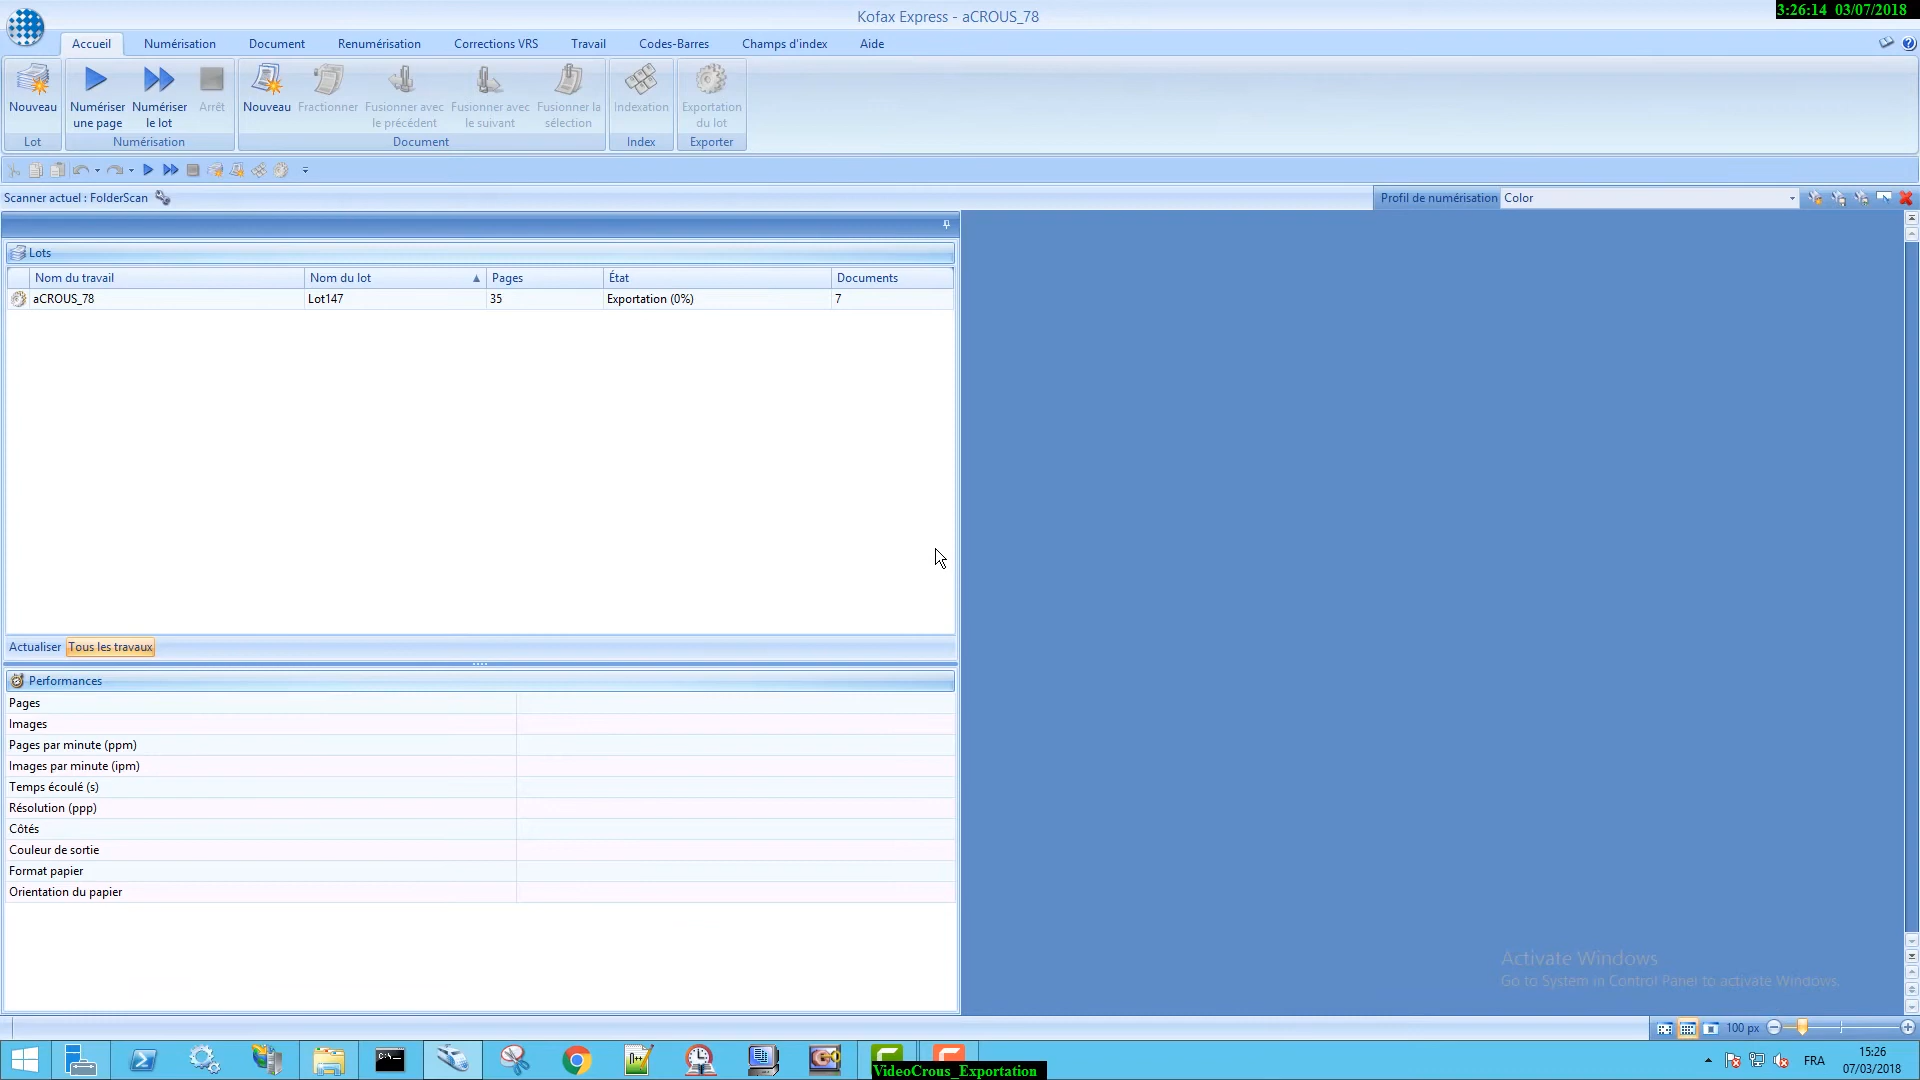 Kofax Express - aCROUS_78
3:26:14 03/07/2018
Accueil
Numérisation
Document
Renumérisation
Corrections VRS
Travail
Codes-Barres
Champs d'index
Aide
Nouveau
Numériser
une page
Numériser
le lot
Arrêt
Nouveau
Fractionner
Fusionner avec
le précédent
Fusionner avec
le suivant
Fusionner la
sélection
Indexation
Exportation
du lot
Lot
Numérisation
Document
Index
Exporter
Scanner actuel : FolderScan
Profil de numérisation
Color
Lots
Nom du travail
Nom du lot
Pages
État
Documents
aCROUS_78
Lot147
35
Exportation (0%)
7
Actualiser
Tous les travaux
Performances
Pages
Images
Pages par minute (ppm)
Images par minute (ipm)
Temps écoulé (s)
Résolution (ppp)
Côtés
Couleur de sortie
Format papier
Orientation du papier
Activate Windows
Go to System in Control Panel to activate Windows.
100 px
VideoCrous_Exportation
FRA
15:26
07/03/2018